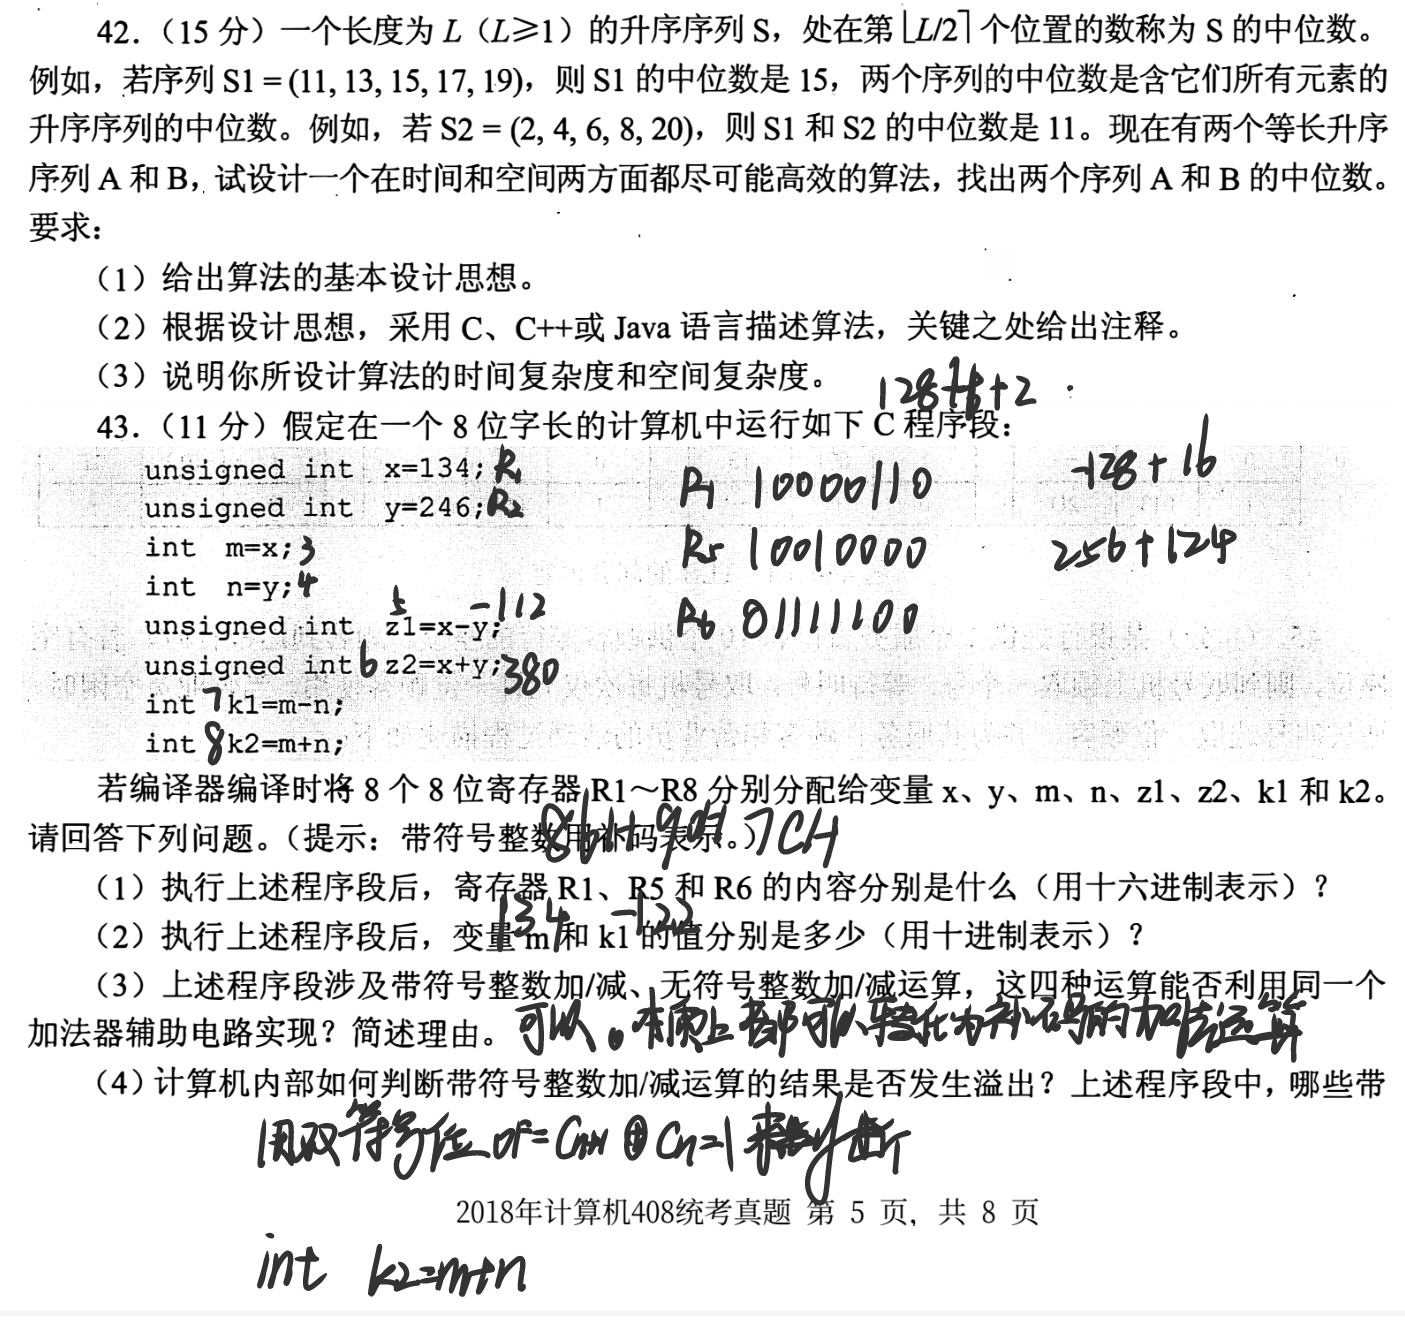 42.（15 分）一个长度为 L（L≥1）的升序序列 S，处在第⌊L/2⌉个位置的数称为 S 的中位数。
例如，若序列 S1 = (11, 13, 15, 17, 19)，则 S1 的中位数是 15，两个序列的中位数是含它们所有元素的
升序序列的中位数。例如，若 S2 = (2, 4, 6, 8, 20)，则 S1 和 S2 的中位数是 11。现在有两个等长升序
序列 A 和 B，试设计一个在时间和空间两方面都尽可能高效的算法，找出两个序列 A 和 B 的中位数。
要求：
（1）给出算法的基本设计思想。
（2）根据设计思想，采用 C、C++或 Java 语言描述算法，关键之处给出注释。
（3）说明你所设计算法的时间复杂度和空间复杂度。
43.（11 分）假定在一个 8 位字长的计算机中运行如下 C 程序段：
unsigned int x=134; R1 R1 10000110 -128+16
unsigned int y=246; R2
int m=x; 3 R5 10010000 256+124
int n=y; 4
5 -112
unsigned int z1=x-y; R6 01111100
unsigned int 6 z2=x+y; 380
int 7 k1=m-n;
int 8 k2=m+n;
若编译器编译时将 8 个 8 位寄存器 R1～R8 分别分配给变量 x、y、m、n、z1、z2、k1 和 k2。
请回答下列问题。（提示：带符号整数用补码表示。）
86H 90H 7CH
（1）执行上述程序段后，寄存器 R1、R5 和 R6 的内容分别是什么（用十六进制表示）？
134 -122
（2）执行上述程序段后，变量 m 和 k1 的值分别是多少（用十进制表示）？
（3）上述程序段涉及带符号整数加/减、无符号整数加/减运算，这四种运算能否利用同一个
加法器辅助电路实现？简述理由。 可以。本质上都可以转化为补码的加法运算
（4）计算机内部如何判断带符号整数加/减运算的结果是否发生溢出？上述程序段中，哪些带
用双符号位 OF=Cn+1⊕Cn=1 来判断
2018年计算机408统考真题 第 5 页，共 8 页
int k2=m+n